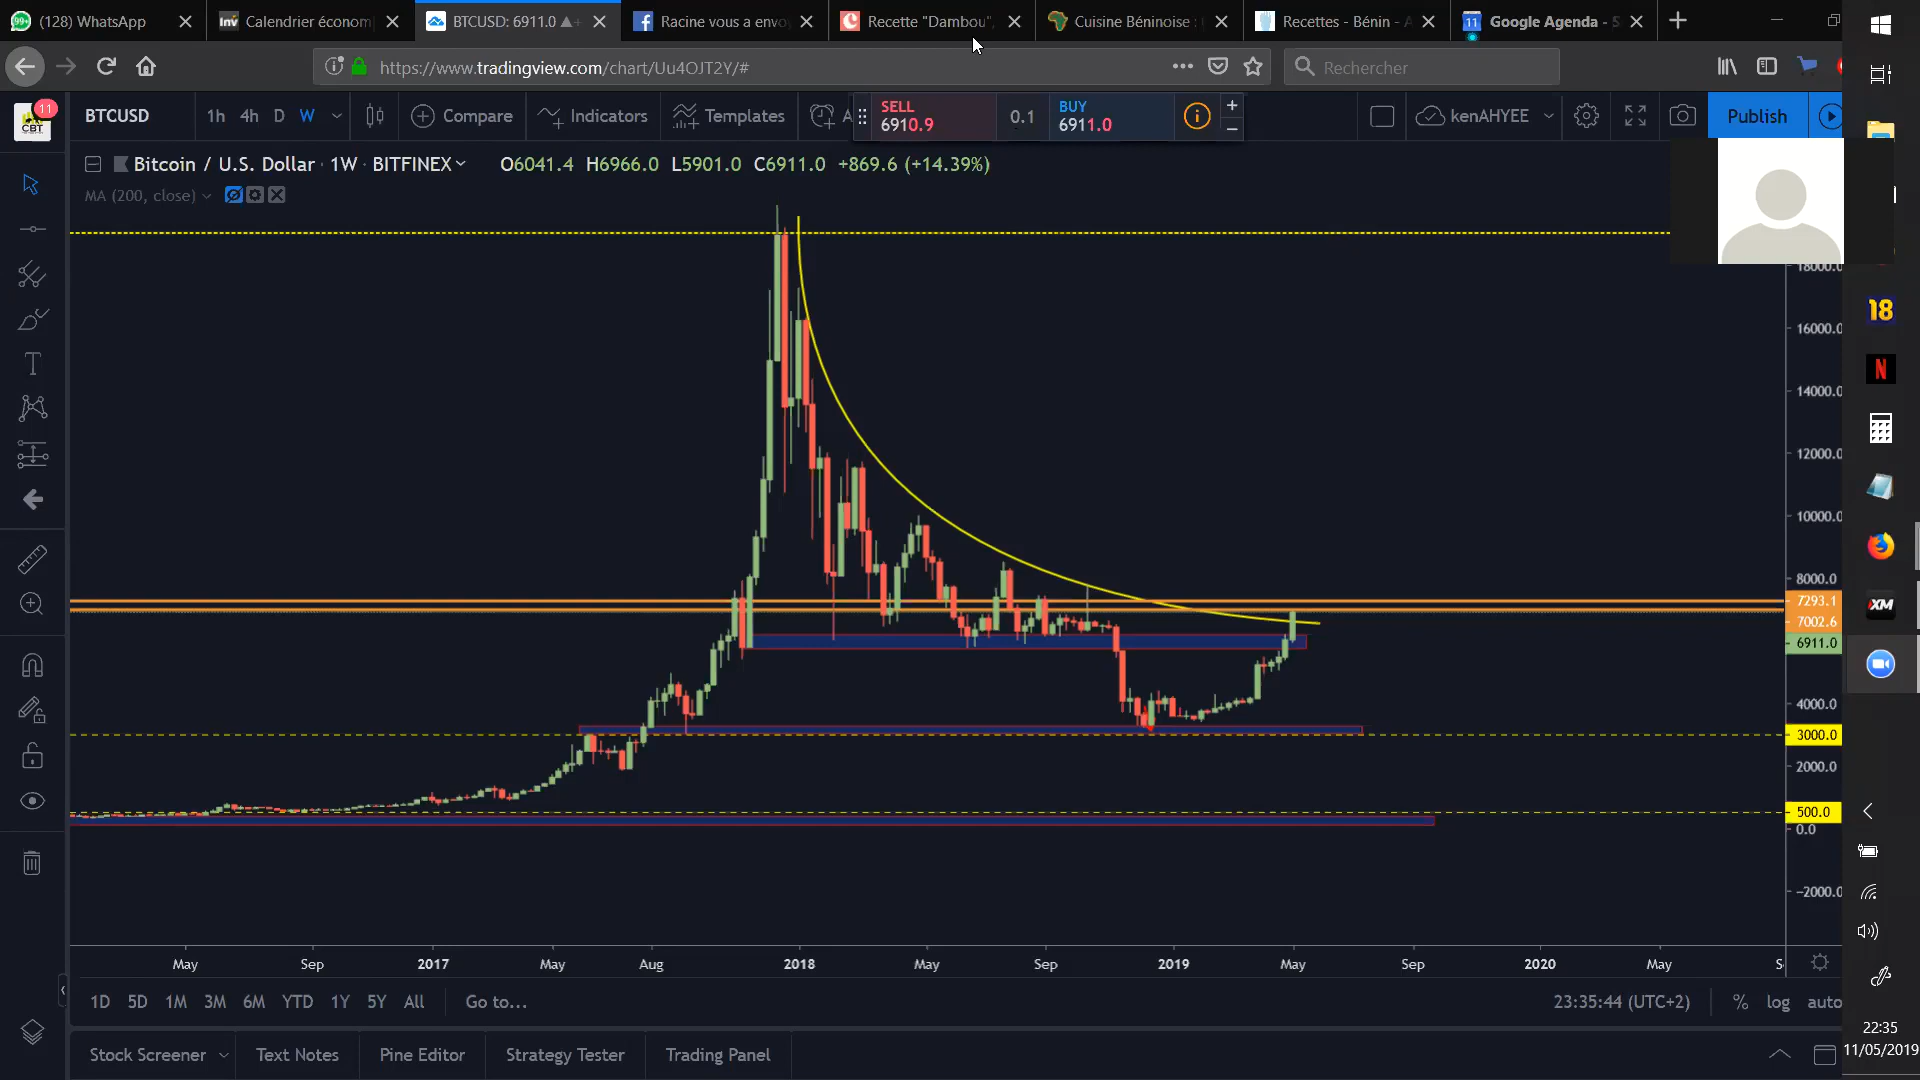 (128) WhatsApp
Calendrier économ
BTCUSD: 6911.0 ▲+
Racine vous a envo
Recette "Dambou",
Cuisine Béninoise :
Recettes - Bénin - A
Google Agenda - S
https://www.tradingview.com/chart/Uu4OJT2Y/#
Rechercher
11
CBT
BTCUSD
1h 4h D W
Compare
Indicators
Templates
A
SELL
6910.9
0.1
BUY
6911.0
kenAHYEE
Publish
Bitcoin / U.S. Dollar · 1W · BITFINEX
O6041.4 H6966.0 L5901.0 C6911.0 +869.6 (+14.39%)
MA (200, close)
18000.0
16000.0
14000.0
12000.0
10000.0
8000.0
7293.1
7002.6
6911.0
4000.0
3000.0
2000.0
500.0
0.0
−2000.0
May Sep 2017 May Aug 2018 May Sep 2019 May Sep 2020 May S
1D 5D 1M 3M 6M YTD 1Y 5Y All Go to...
23:35:44 (UTC+2) % log auto
Stock Screener Text Notes Pine Editor Strategy Tester Trading Panel
18
N
XM
22:35
11/05/2019